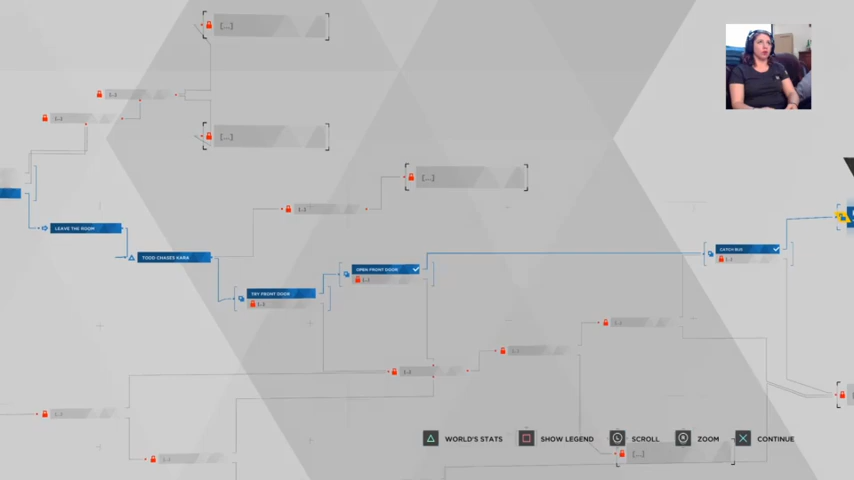 [...]
[...]
[...]
[...]
[...]
[...]
LEAVE THE ROOM
CATCH BUS
[...]
TODD CHASES KARA
OPEN FRONT DOOR
[...]
TRY FRONT DOOR
[...]
[...]
[...]
[...]
[...]
[...]
[...]
WORLD'S STATS
SHOW LEGEND
L
SCROLL
R
ZOOM
CONTINUE